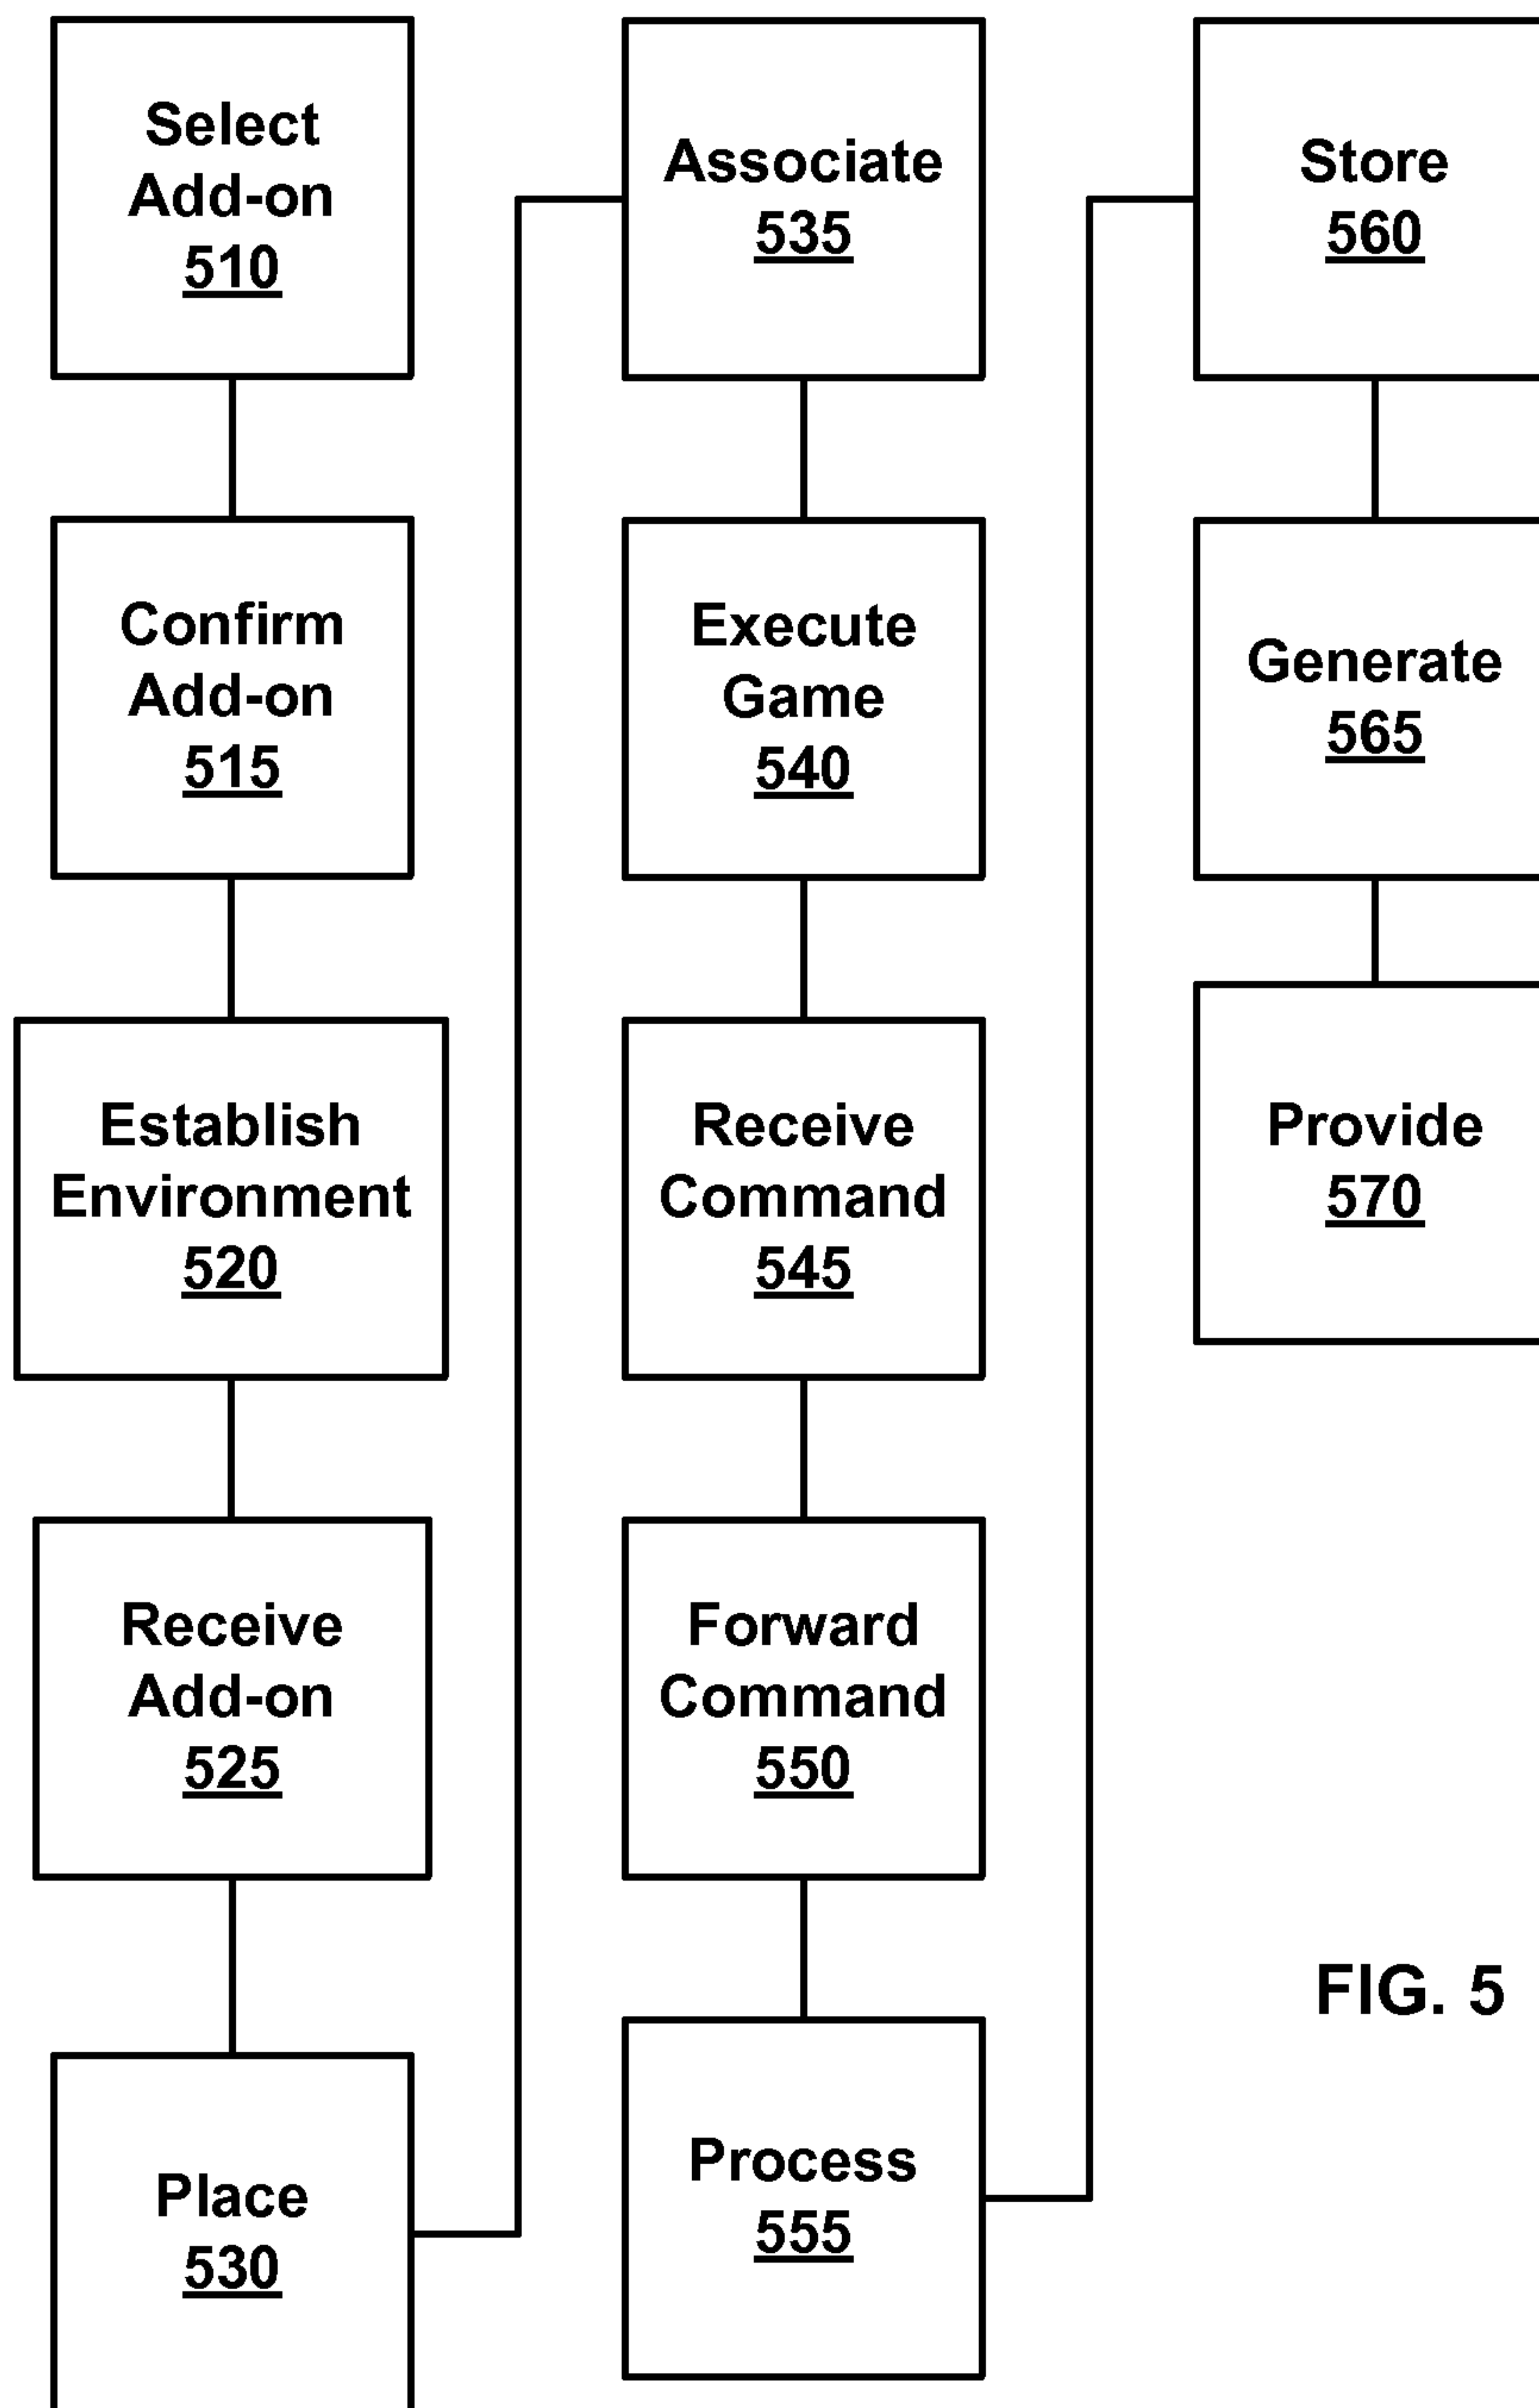 Select
Add-on
510
Confirm
Add-on
515
Establish
Environment
520
Receive
Add-on
525
Place
530
Associate
535
Execute
Game
540
Receive
Command
545
Forward
Command
550
Process
555
Store
560
Generate
565
Provide
570
FIG. 5